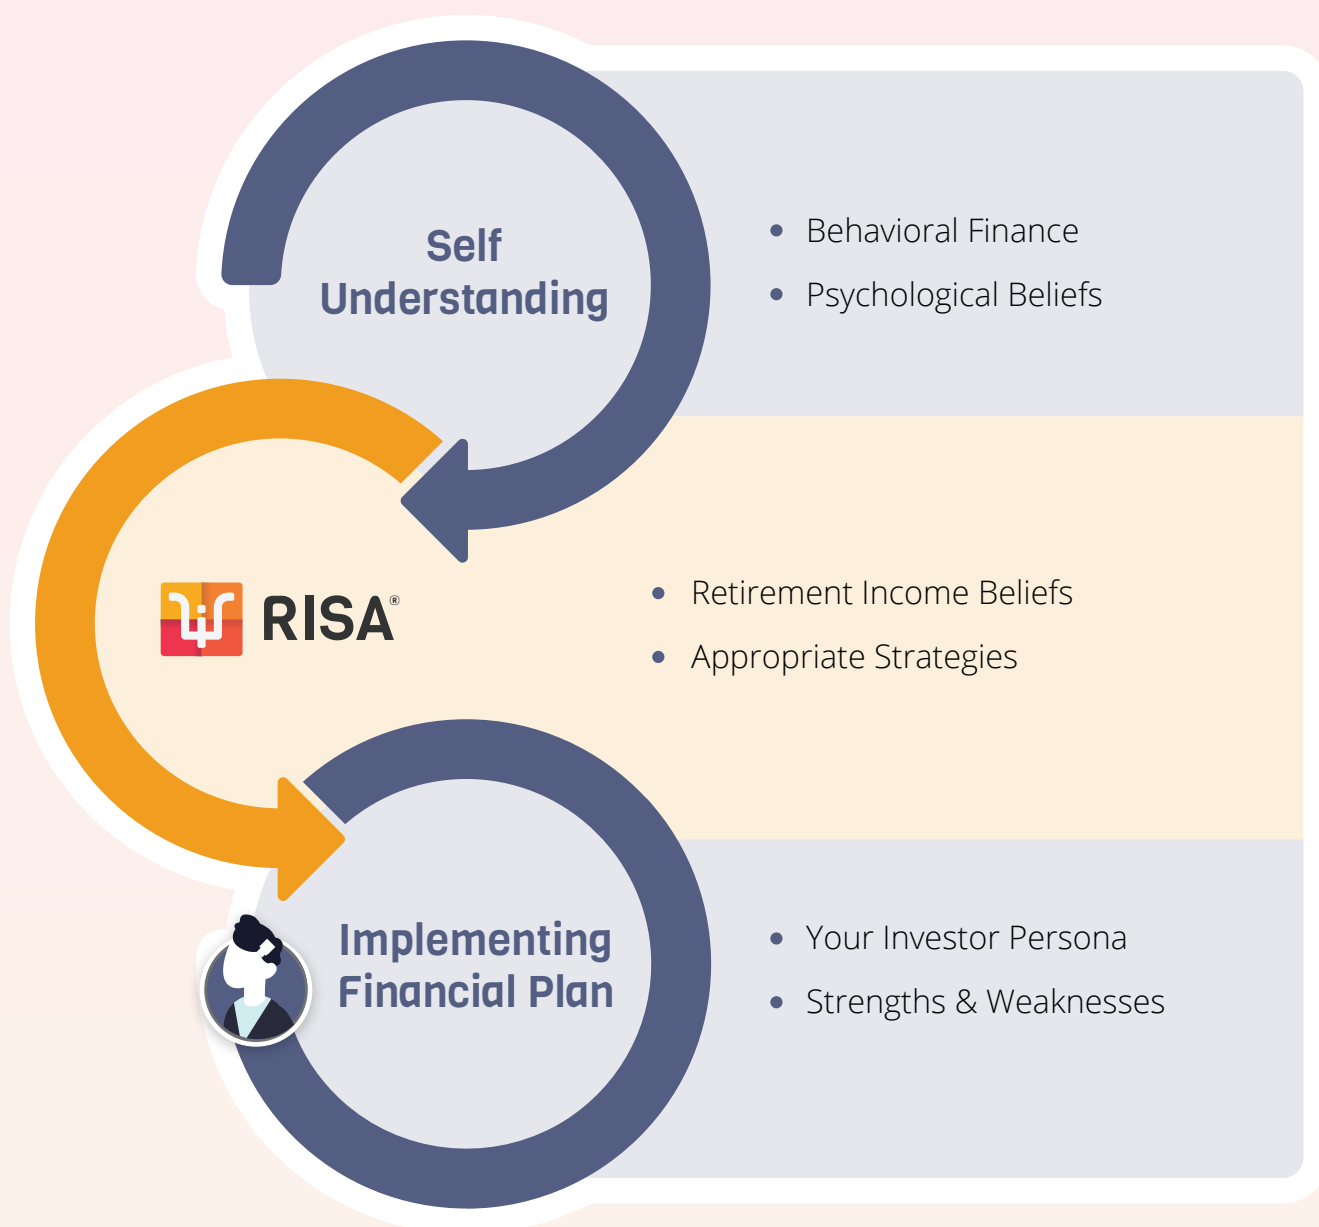 Self
Understanding
• Behavioral Finance
• Psychological Beliefs
RISA®
• Retirement Income Beliefs
• Appropriate Strategies
Implementing
Financial Plan
• Your Investor Persona
• Strengths & Weaknesses